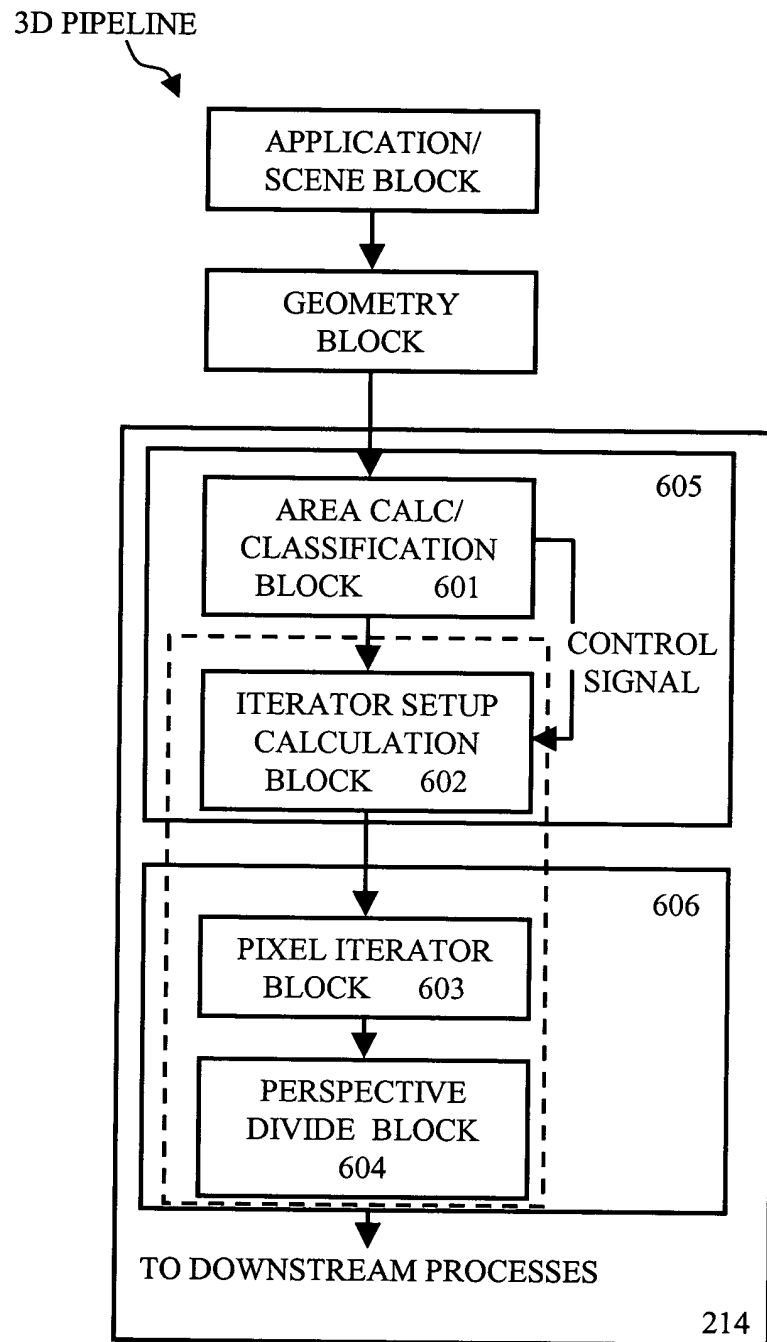 3D PIPELINE
APPLICATION/
SCENE BLOCK
GEOMETRY
BLOCK
605
AREA CALC/
CLASSIFICATION
BLOCK 601
CONTROL
SIGNAL
ITERATOR SETUP
CALCULATION
BLOCK 602
606
PIXEL ITERATOR
BLOCK 603
PERSPECTIVE
DIVIDE BLOCK
604
TO DOWNSTREAM PROCESSES
214